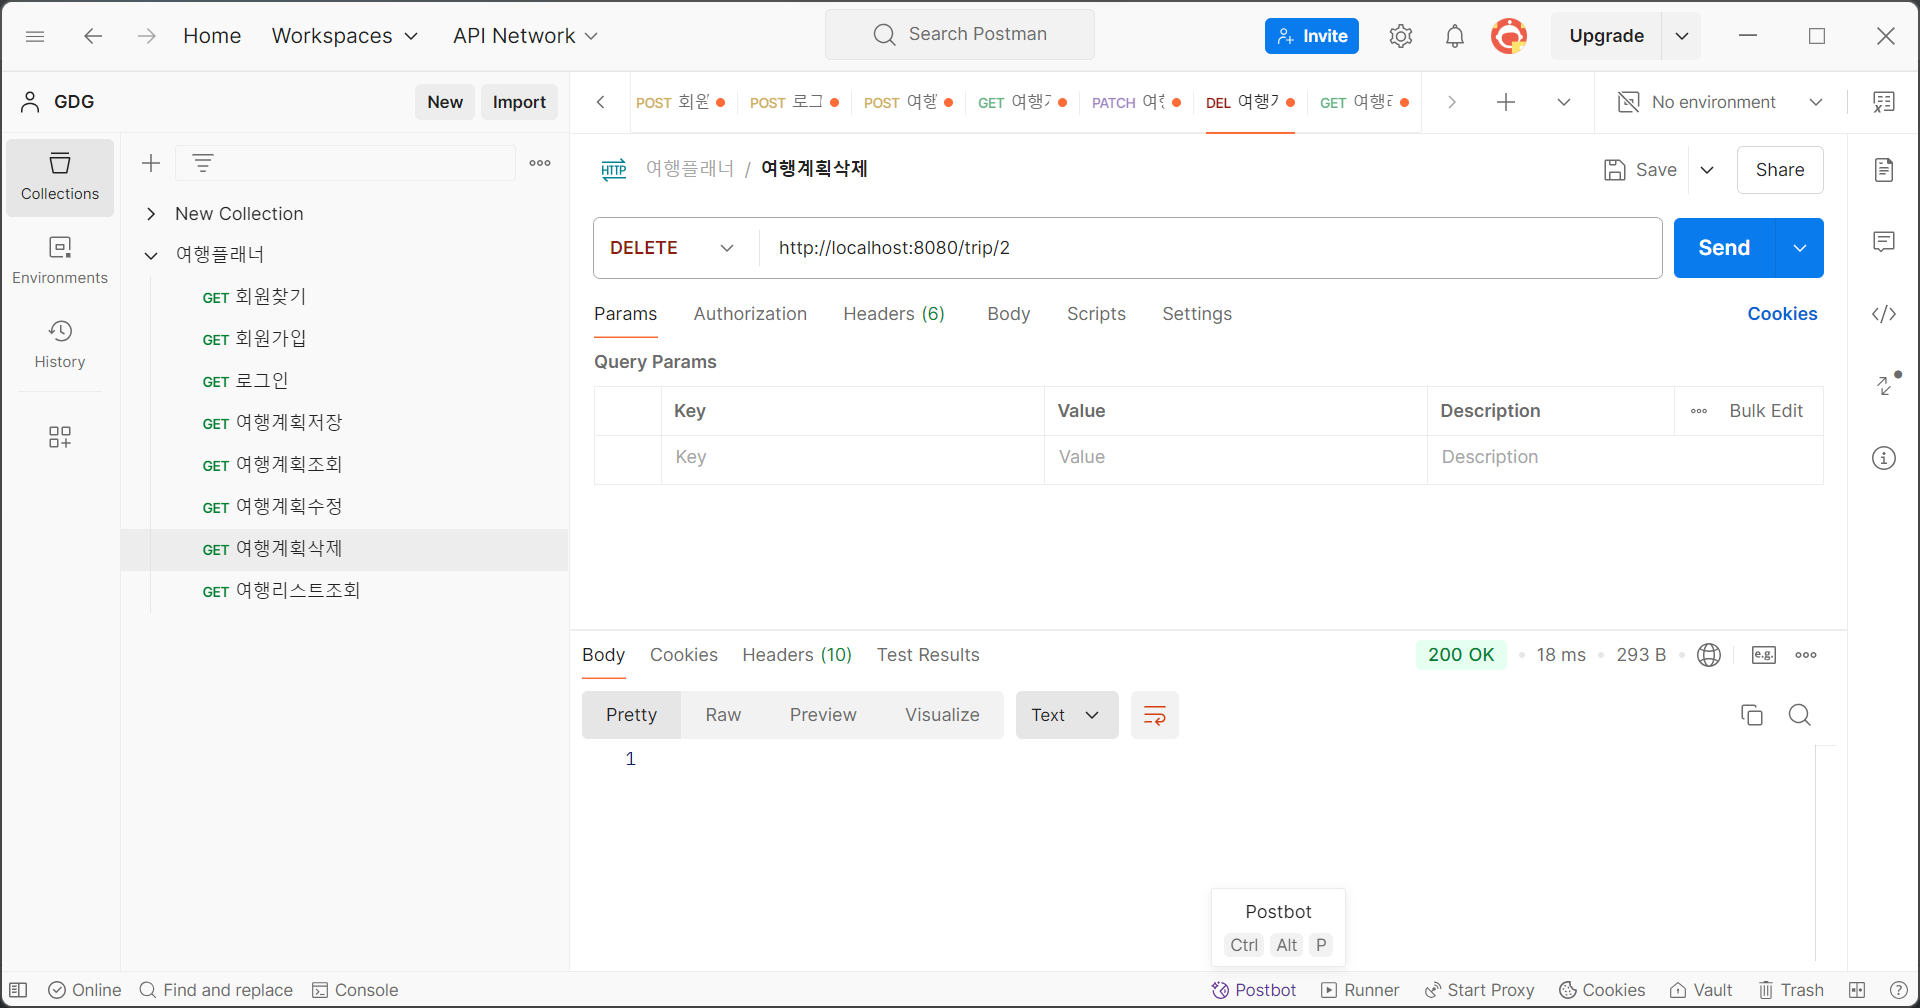 Home Workspaces API Network Search Postman Invite Upgrade
GDG New Import
POST 회원 POST 로그 POST 여행 GET 여행 PATCH 여행 DEL 여행 GET 여행 No environment
Collections
Environments
History
New Collection
여행플래너
GET 회원찾기
GET 회원가입
GET 로그인
GET 여행계획저장
GET 여행계획조회
GET 여행계획수정
GET 여행계획삭제
GET 여행리스트조회
HTTP 여행플래너 / 여행계획삭제 Save Share
DELETE http://localhost:8080/trip/2 Send
Params Authorization Headers (6) Body Scripts Settings Cookies
Query Params
Key Value Description Bulk Edit
Key Value Description
Body Cookies Headers (10) Test Results 200 OK 18 ms 293 B e.g.
Pretty Raw Preview Visualize Text
1
Postbot
Ctrl Alt P
Online Find and replace Console Postbot Runner Start Proxy Cookies Vault Trash